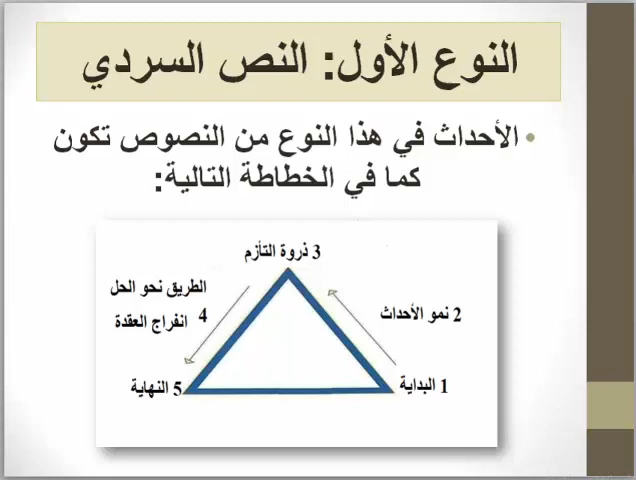 النوع الأول: النص السردي
• الأحداث في هذا النوع من النصوص تكون
كما في الخطاطة التالية:
3 ذروة التأزم
الطريق نحو الحل
4 انفراج العقدة
2 نمو الأحداث
1 البداية
5 النهاية